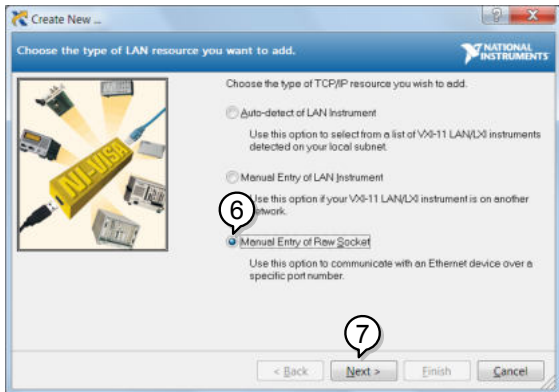 Create New ...
Choose the type of LAN resource you want to add.
NATIONAL
INSTRUMENTS
Choose the type of TCP/IP resource you wish to add.
Auto-detect of LAN Instrument
Use this option to select from a list of VXI-11 LAN/LXI instruments
detected on your local subnet.
Manual Entry of LAN Instrument
Use this option if your VXI-11 LAN/LXI instrument is on another
network.
6
Manual Entry of Raw Socket
Use this option to communicate with an Ethernet device over a
specific port number.
NI-VISA
7
< Back
Next >
Finish
Cancel